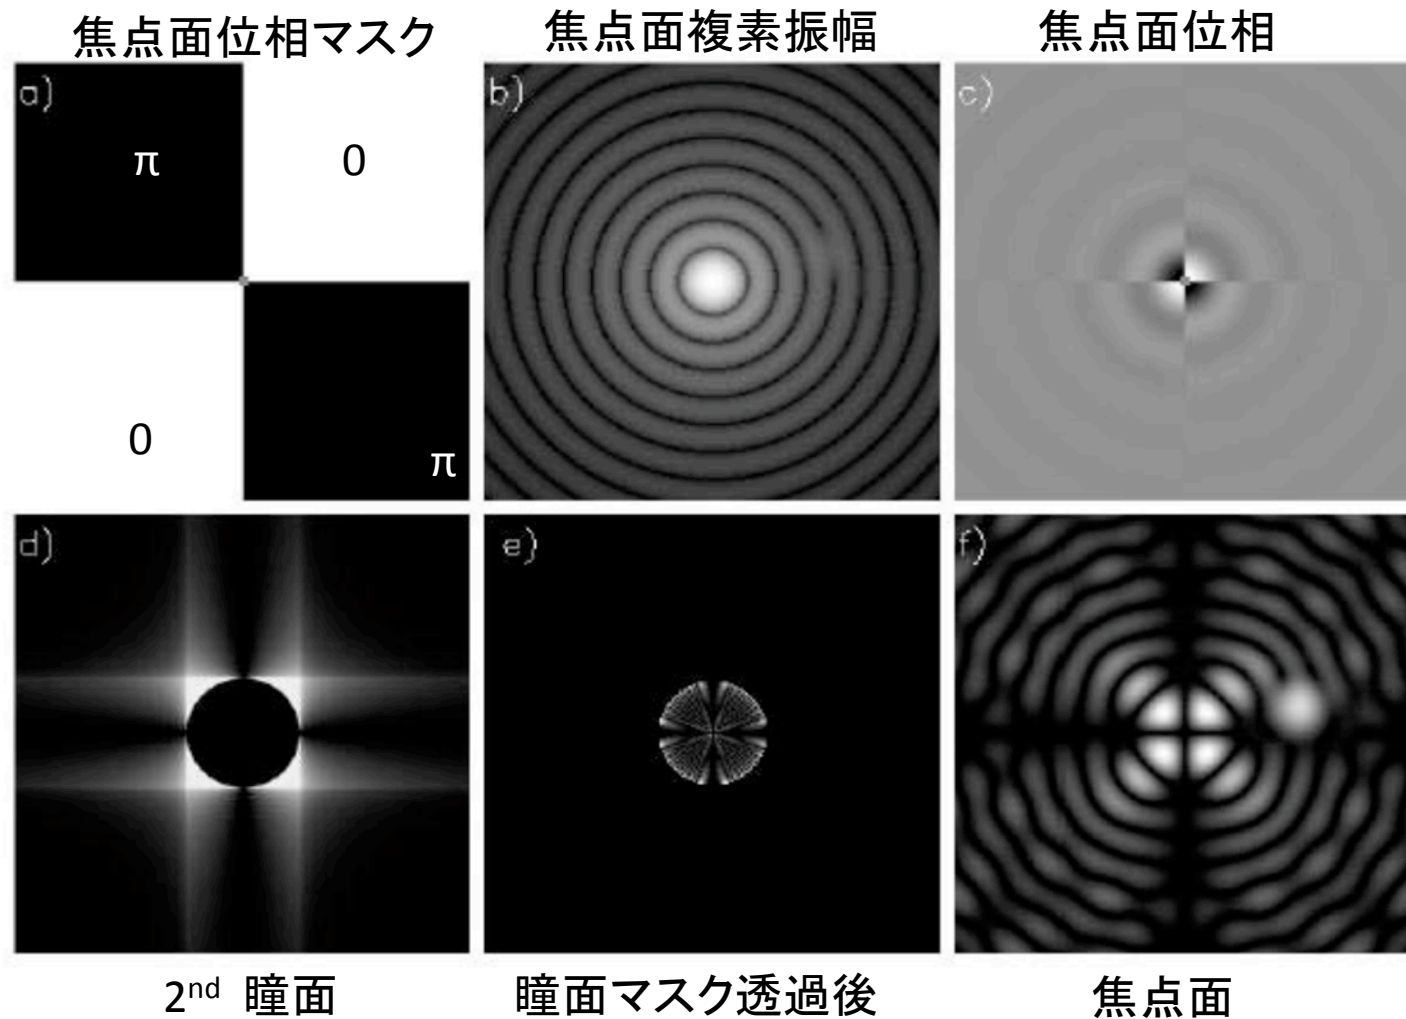 焦点面位相マスク
焦点面複素振幅
焦点面位相
a)
π
0
0
π
b)
c)
d)
e)
f)
2nd 瞳面
瞳面マスク透過後
焦点面